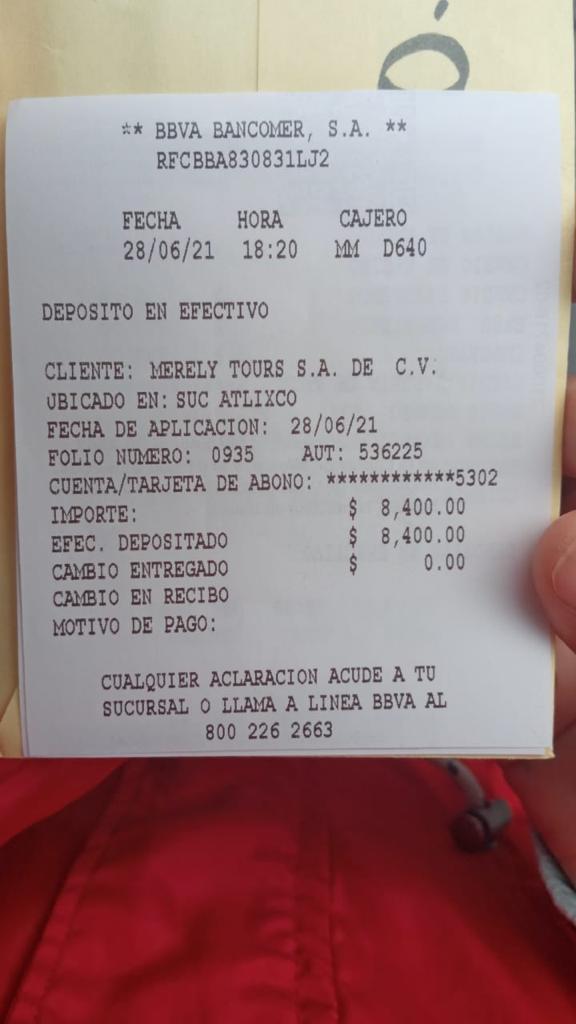 ** BBVA BANCOMER, S.A. **
RFCBBA830831LJ2
FECHA HORA CAJERO
28/06/21 18:20 MM D640
DEPOSITO EN EFECTIVO
CLIENTE: MERELY TOURS S.A. DE C.V.
UBICADO EN: SUC ATLIXCO
FECHA DE APLICACION: 28/06/21
FOLIO NUMERO: 0935 AUT: 536225
CUENTA/TARJETA DE ABONO: ************5302
IMPORTE: $ 8,400.00
EFEC. DEPOSITADO $ 8,400.00
CAMBIO ENTREGADO $ 0.00
CAMBIO EN RECIBO
MOTIVO DE PAGO:
CUALQUIER ACLARACION ACUDE A TU
SUCURSAL O LLAMA A LINEA BBVA AL
800 226 2663